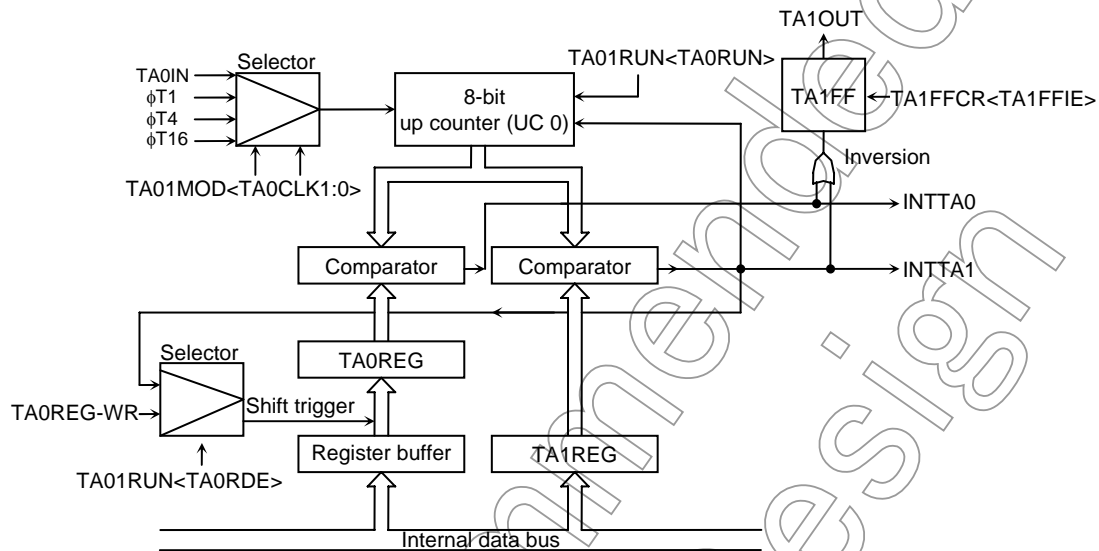 TA1OUT
Selector
TA01RUN<TA0RUN>
TA0IN
8-bit
up counter (UC 0)
TA1FF
TA1FFCR<TA1FFIE>
φT1
φT4
φT16
Inversion
TA01MOD<TA0CLK1:0>
INTTA0
Comparator
Comparator
INTTA1
Selector
TA0REG
TA0REG-WR
Shift trigger
Register buffer
TA1REG
TA01RUN<TA0RDE>
Internal data bus